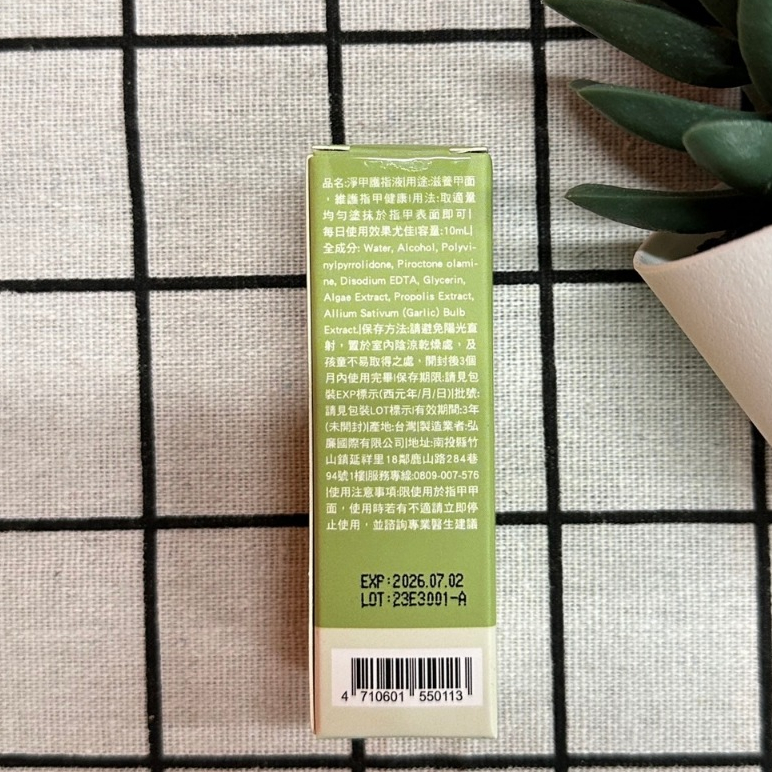 品名:淨甲護指液|用途:滋養甲面
，維護指甲健康|用法:取適量
均勻塗抹於指甲表面即可|
每日使用效果尤佳|容量:10mL|
全成分: Water, Alcohol, Polyvi-
nylpyrrolidone, Piroctone olami-
ne, Disodium EDTA, Glycerin,
Algae Extract, Propolis Extract,
Allium Sativum (Garlic) Bulb
Extract.|保存方法:請避免陽光直
射，置於室內陰涼乾燥處，及
孩童不易取得之處，開封後3個
月內使用完畢|保存期限:請見包
裝EXP標示(西元年/月/日)|批號:
請見包裝LOT標示|有效期間:3年
(未開封)|產地:台灣|製造業者:弘
廉國際有限公司|地址:南投縣竹
山鎮延祥里18鄰鹿山路284巷
94號1樓|服務專線:0809-007-576
|使用注意事項:限使用於指甲甲
面，使用時若有不適請立即停
止使用，並諮詢專業醫生建議
EXP:2026.07.02
LOT:23E3001-A
4 710601 550113